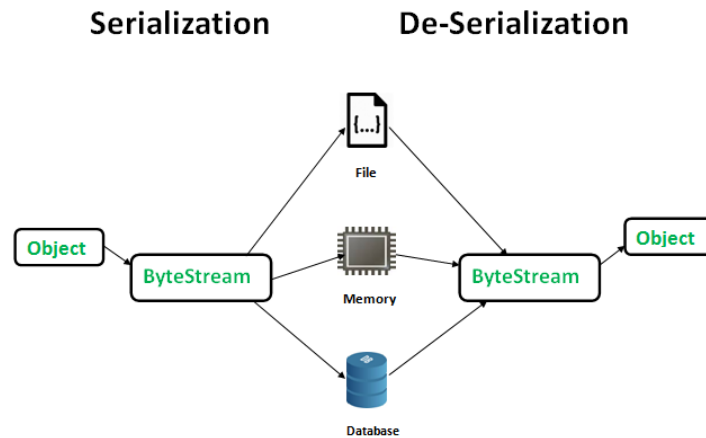 Serialization
De-Serialization
{...}
File
Object
ByteStream
Memory
ByteStream
Object
Database